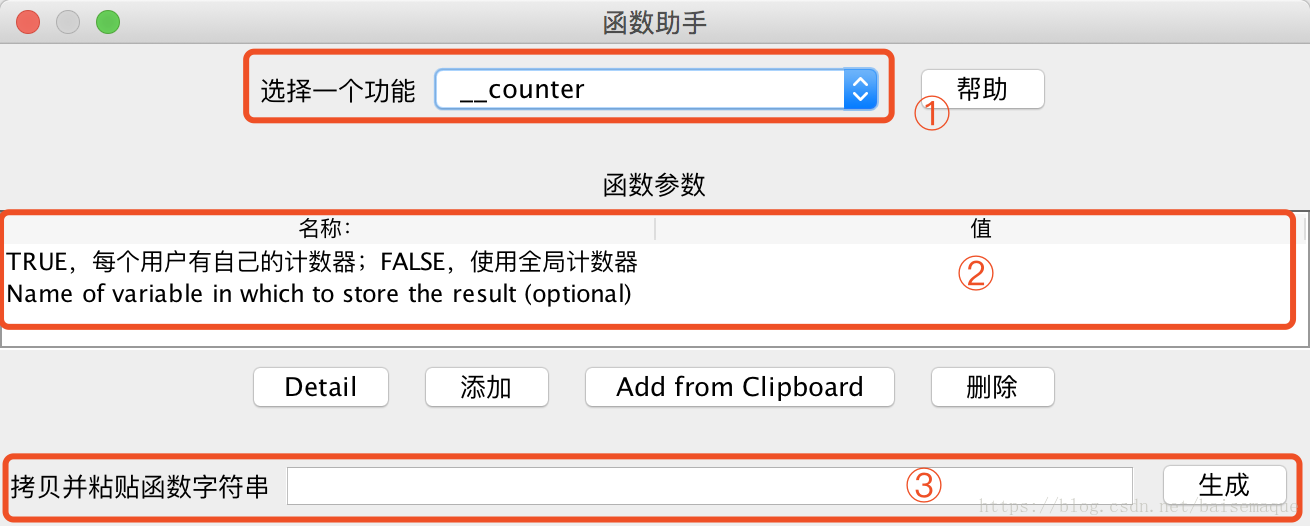 函数助手
选择一个功能 __counter 帮助
①
函数参数
名称： 值
TRUE，每个用户有自己的计数器；FALSE，使用全局计数器
②
Name of variable in which to store the result (optional)
Detail 添加 Add from Clipboard 删除
拷贝并粘贴函数字符串 ③ 生成
https://blog.csdn.net/baisemaque